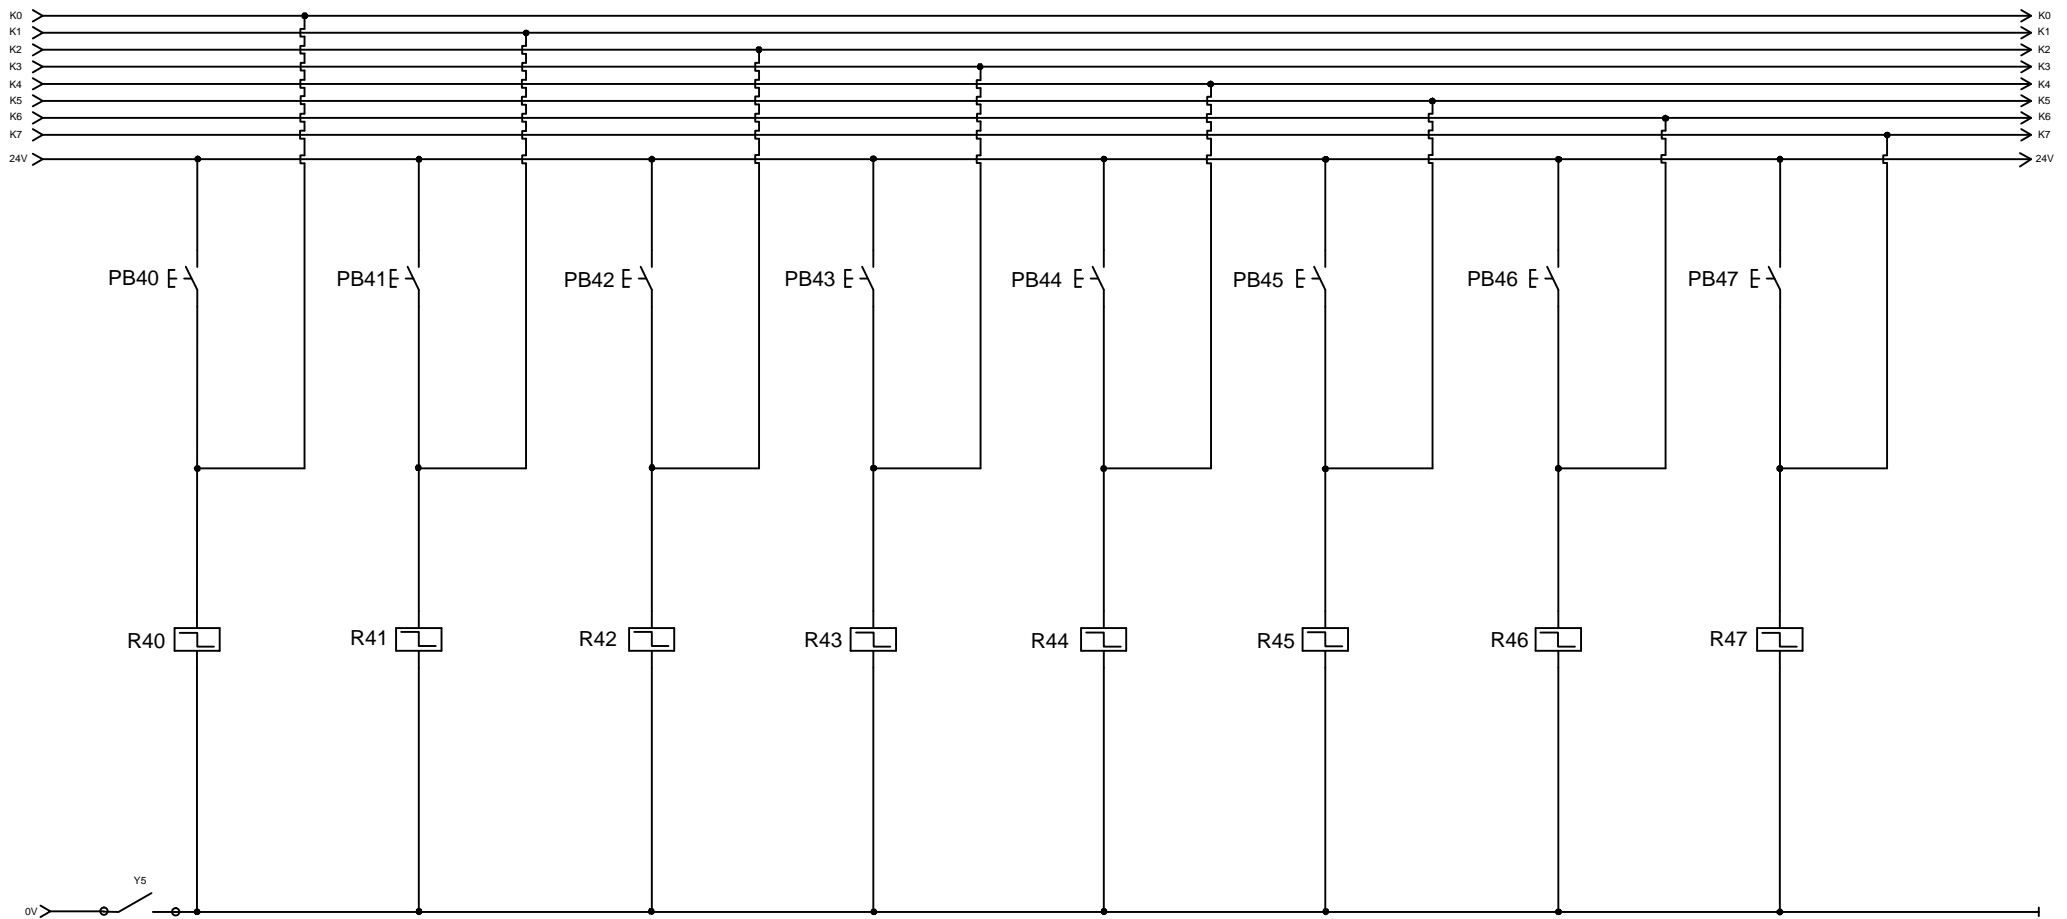 K0 K0
K1 K1
K2 K2
K3 K3
K4 K4
K5 K5
K6 K6
K7 K7
24V 24V
PB40 PB41 PB42 PB43 PB44 PB45 PB46 PB47
R40 R41 R42 R43 R44 R45 R46 R47
Y5
0V